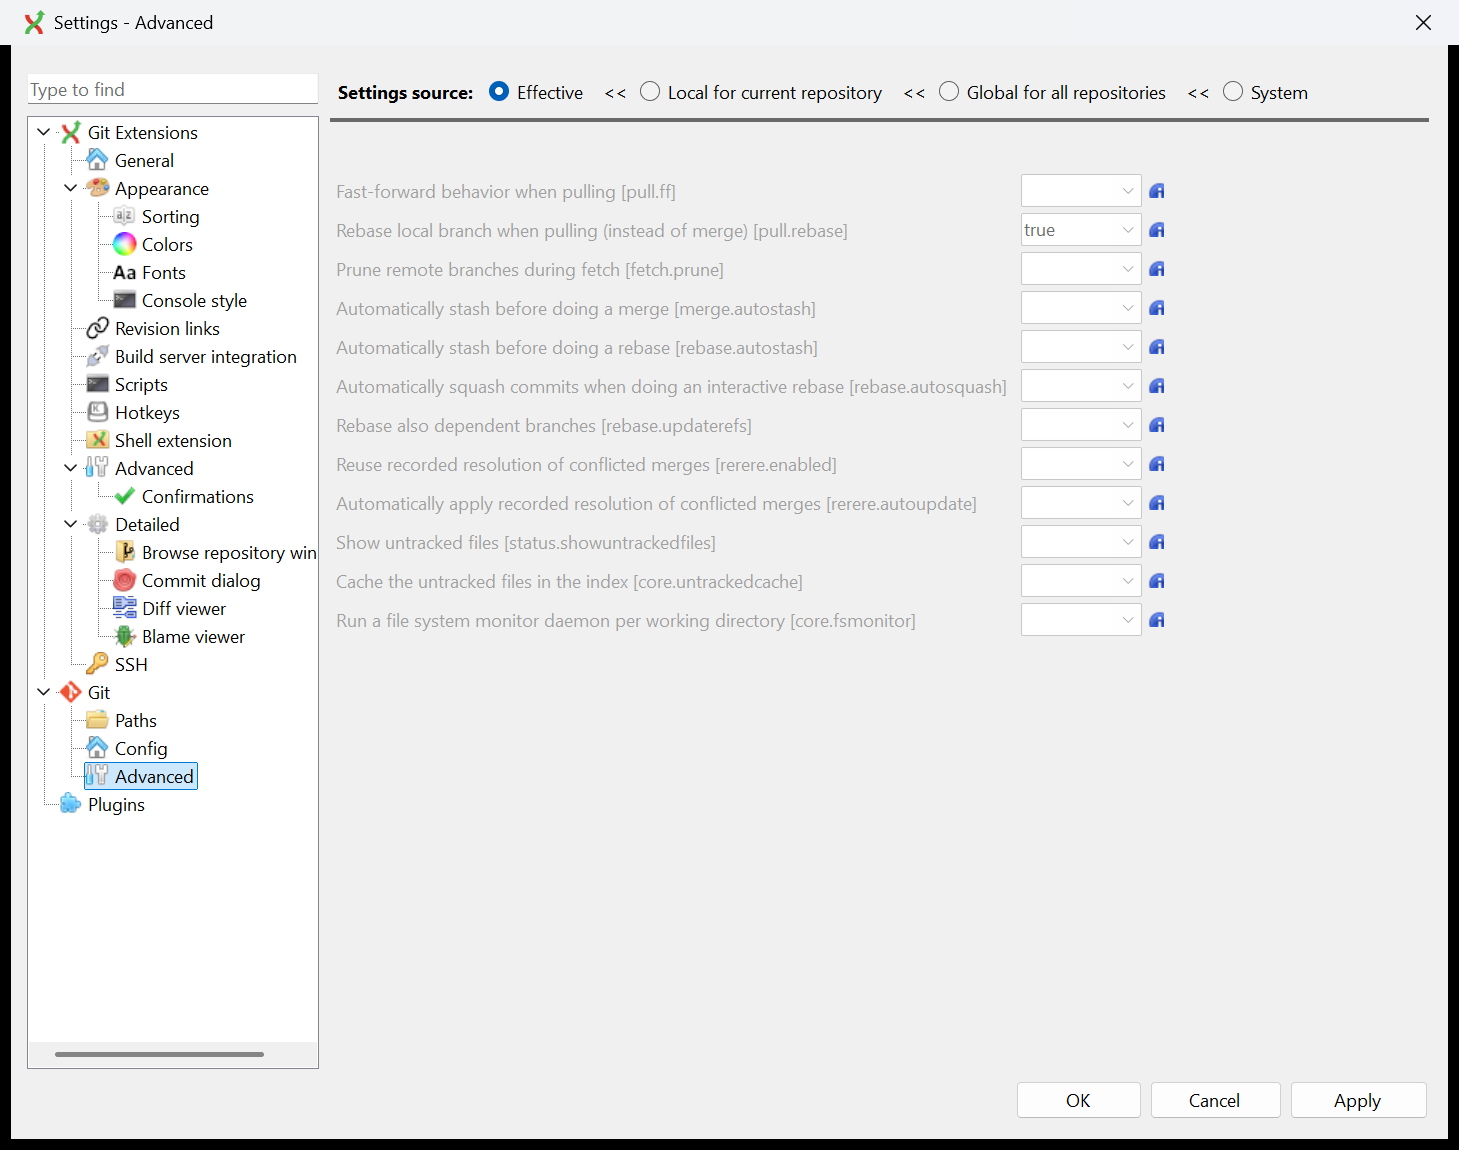 Settings - Advanced
Type to find
Settings source: Effective << Local for current repository << Global for all repositories << System
Git Extensions
General
Appearance
Sorting
Colors
Aa Fonts
Console style
Revision links
Build server integration
Scripts
Hotkeys
Shell extension
Advanced
Confirmations
Detailed
Browse repository win
Commit dialog
Diff viewer
Blame viewer
SSH
Git
Paths
Config
Advanced
Plugins
Fast-forward behavior when pulling [pull.ff]
Rebase local branch when pulling (instead of merge) [pull.rebase] true
Prune remote branches during fetch [fetch.prune]
Automatically stash before doing a merge [merge.autostash]
Automatically stash before doing a rebase [rebase.autostash]
Automatically squash commits when doing an interactive rebase [rebase.autosquash]
Rebase also dependent branches [rebase.updaterefs]
Reuse recorded resolution of conflicted merges [rerere.enabled]
Automatically apply recorded resolution of conflicted merges [rerere.autoupdate]
Show untracked files [status.showuntrackedfiles]
Cache the untracked files in the index [core.untrackedcache]
Run a file system monitor daemon per working directory [core.fsmonitor]
OK Cancel Apply